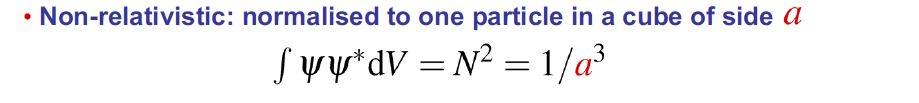 • Non-relativistic: normalised to one particle in a cube of side a
∫ψψ*dV = N² = 1/a³